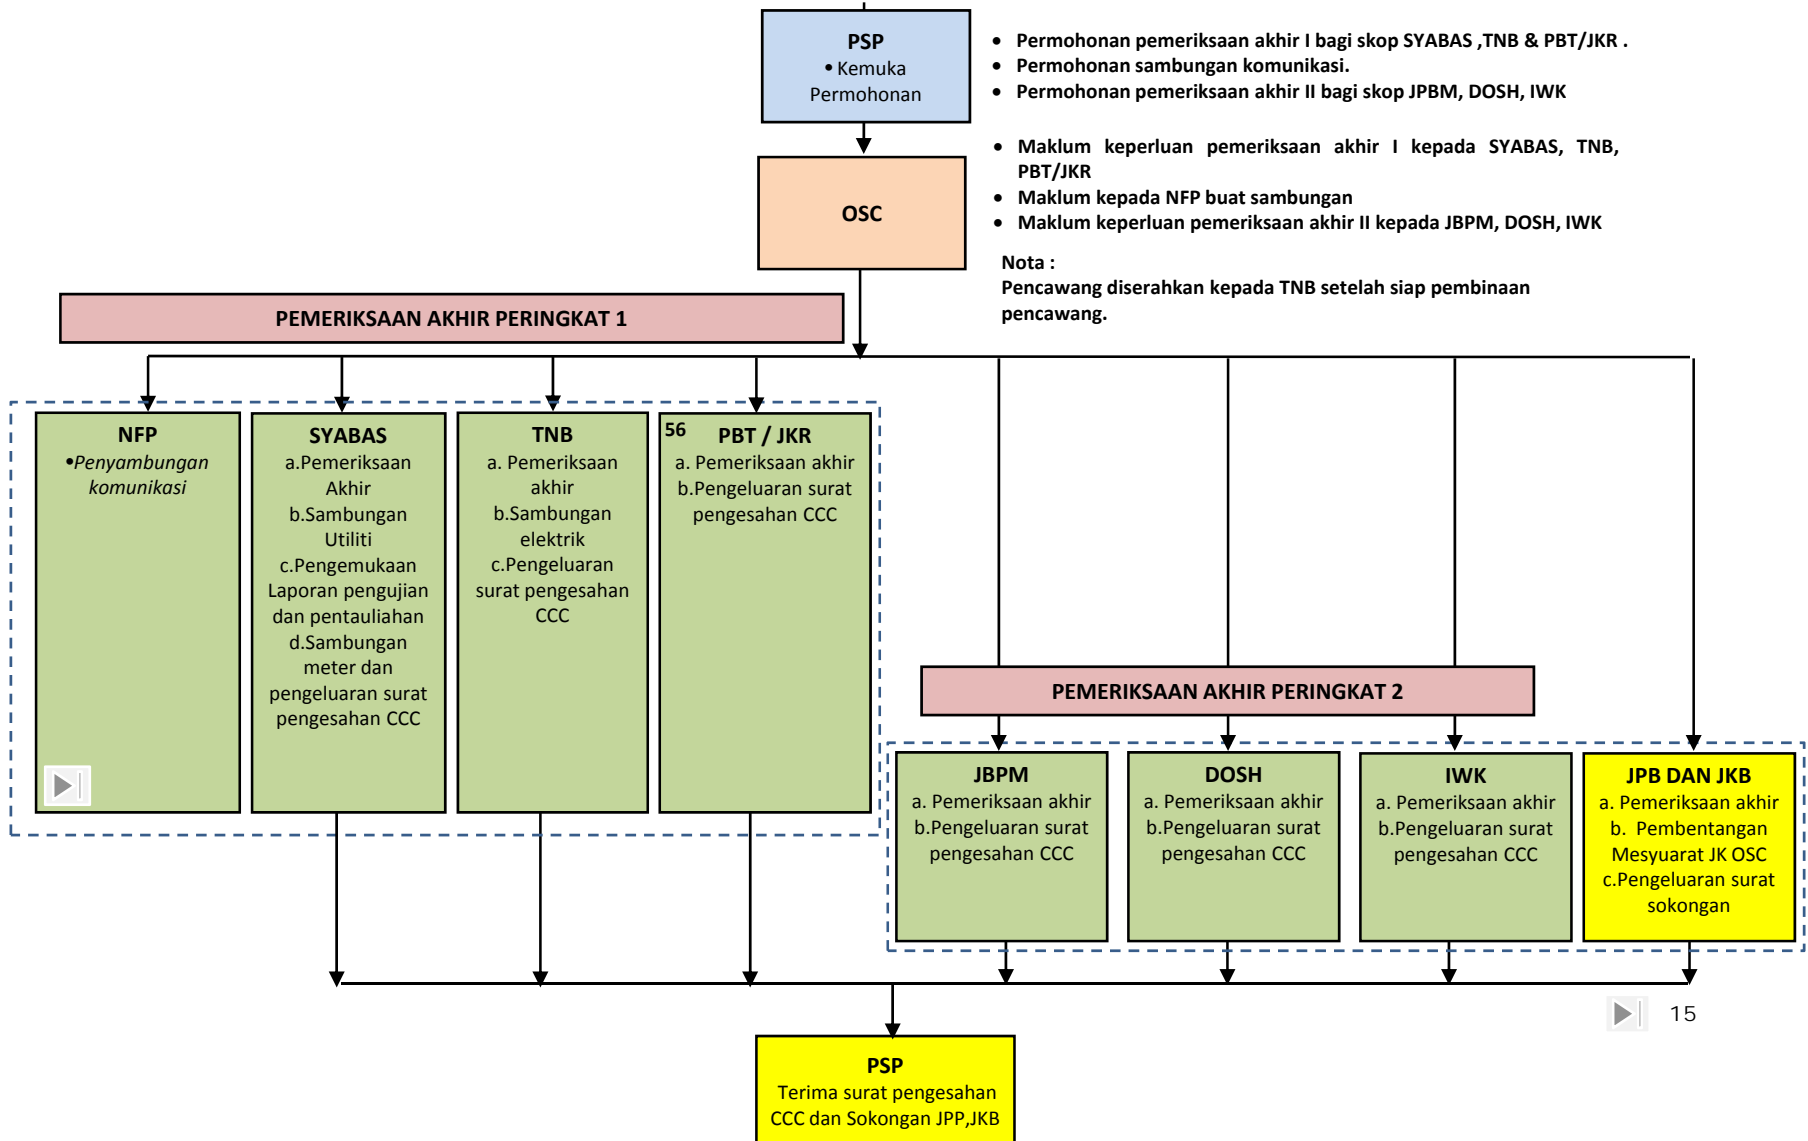 PSP
• Kemuka
Permohonan
• Permohonan pemeriksaan akhir I bagi skop SYABAS ,TNB & PBT/JKR .
• Permohonan sambungan komunikasi.
• Permohonan pemeriksaan akhir II bagi skop JPBM, DOSH, IWK
OSC
• Maklum keperluan pemeriksaan akhir I kepada SYABAS, TNB,
PBT/JKR
• Maklum kepada NFP buat sambungan
• Maklum keperluan pemeriksaan akhir II kepada JBPM, DOSH, IWK
Nota :
Pencawang diserahkan kepada TNB setelah siap pembinaan
pencawang.
PEMERIKSAAN AKHIR PERINGKAT 1
NFP
•Penyambungan
komunikasi
SYABAS
a.Pemeriksaan
Akhir
b.Sambungan
Utiliti
c.Pengemukaan
Laporan pengujian
dan pentauliahan
d.Sambungan
meter dan
pengeluaran surat
pengesahan CCC
TNB
a. Pemeriksaan
akhir
b.Sambungan
elektrik
c.Pengeluaran
surat pengesahan
CCC
56
PBT / JKR
a. Pemeriksaan akhir
b.Pengeluaran surat
pengesahan CCC
PEMERIKSAAN AKHIR PERINGKAT 2
JBPM
a. Pemeriksaan akhir
b.Pengeluaran surat
pengesahan CCC
DOSH
a. Pemeriksaan akhir
b.Pengeluaran surat
pengesahan CCC
IWK
a. Pemeriksaan akhir
b.Pengeluaran surat
pengesahan CCC
JPB DAN JKB
a. Pemeriksaan akhir
b. Pembentangan
Mesyuarat JK OSC
c.Pengeluaran surat
sokongan
15
PSP
Terima surat pengesahan
CCC dan Sokongan JPP,JKB